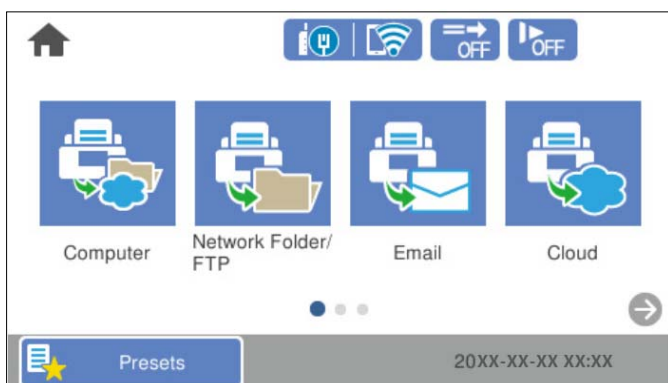 OFF
OFF
Computer
Network Folder/
FTP
Email
Cloud
Presets
20XX-XX-XX XX:XX